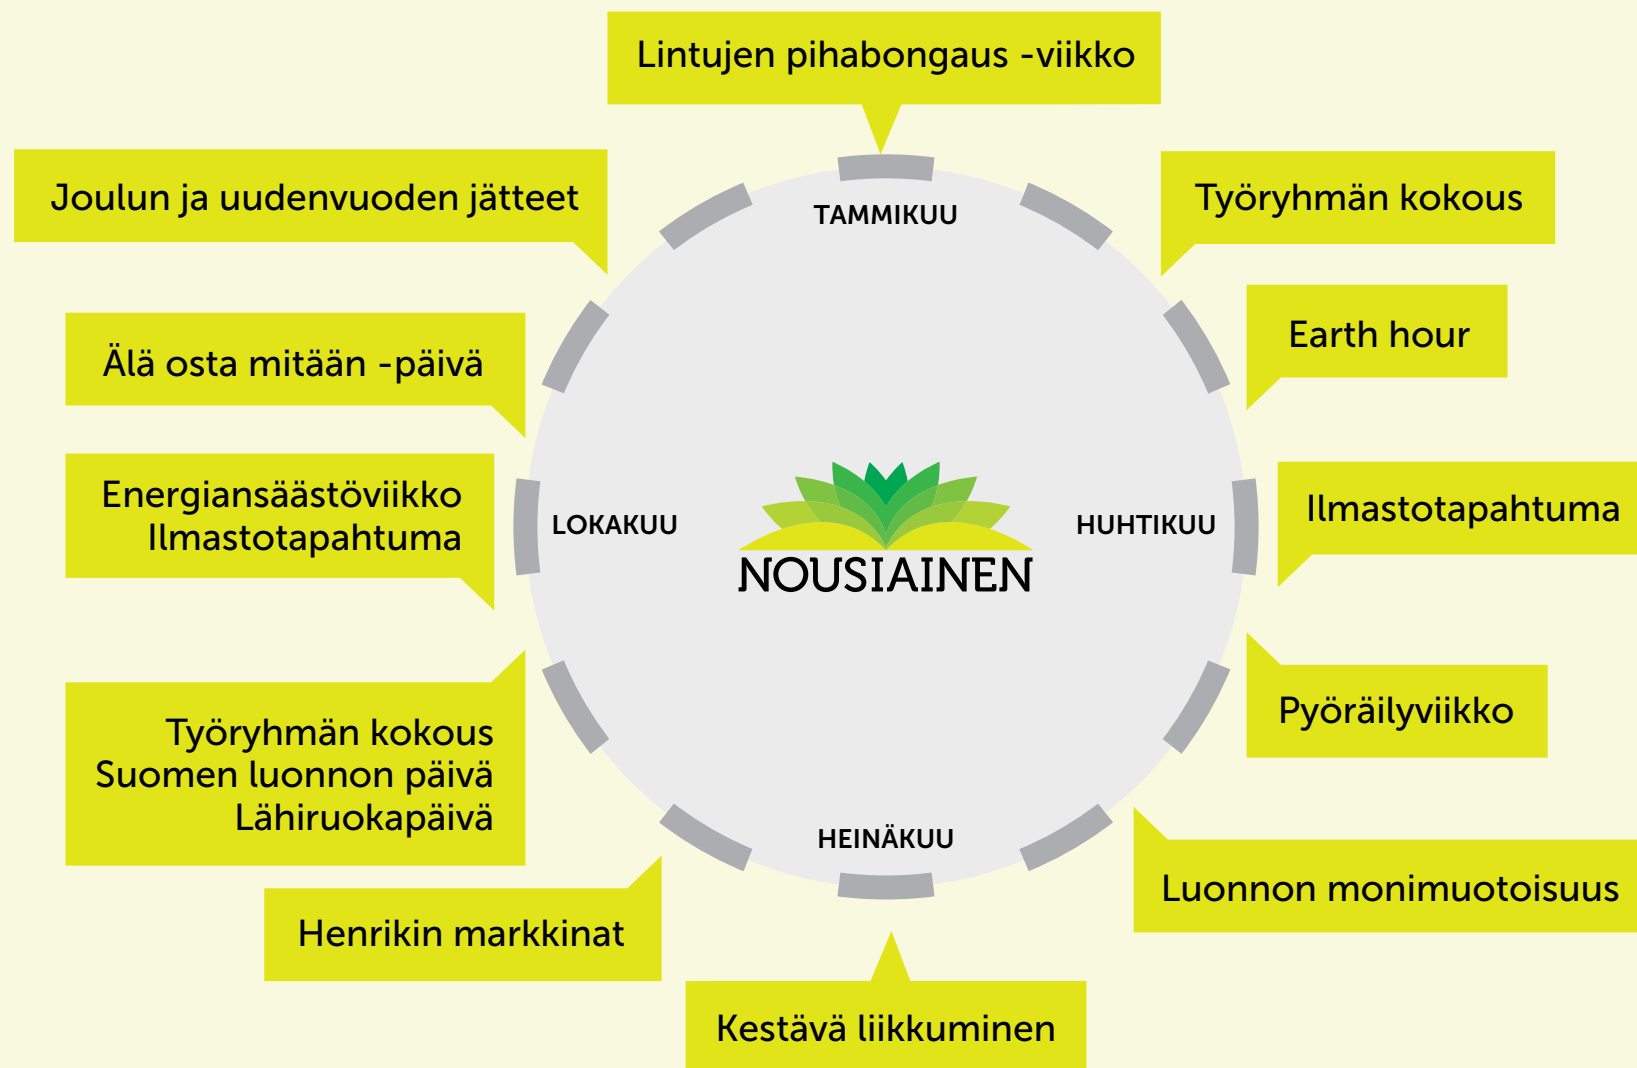 Lintujen pihabongaus -viikko
Joulun ja uudenvuoden jätteet
Työryhmän kokous
TAMMIKUU
Earth hour
Älä osta mitään -päivä
Energiansäästöviikko
Ilmastotapahtuma
LOKAKUU
HUHTIKUU
Ilmastotapahtuma
NOUSIAINEN
Pyöräilyviikko
Työryhmän kokous
Suomen luonnon päivä
Lähiruokapäivä
HEINÄKUU
Luonnon monimuotoisuus
Henrikin markkinat
Kestävä liikkuminen